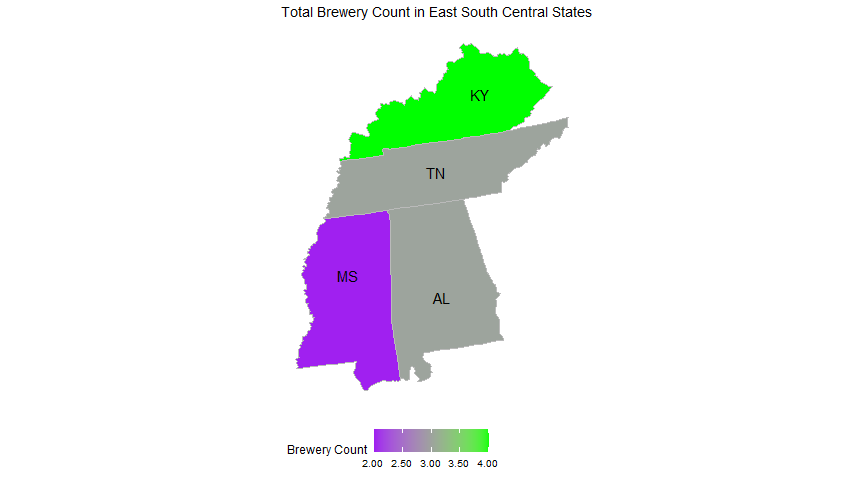 Total Brewery Count in East South Central States
KY
TN
MS
AL
Brewery Count
2.00 2.50 3.00 3.50 4.00